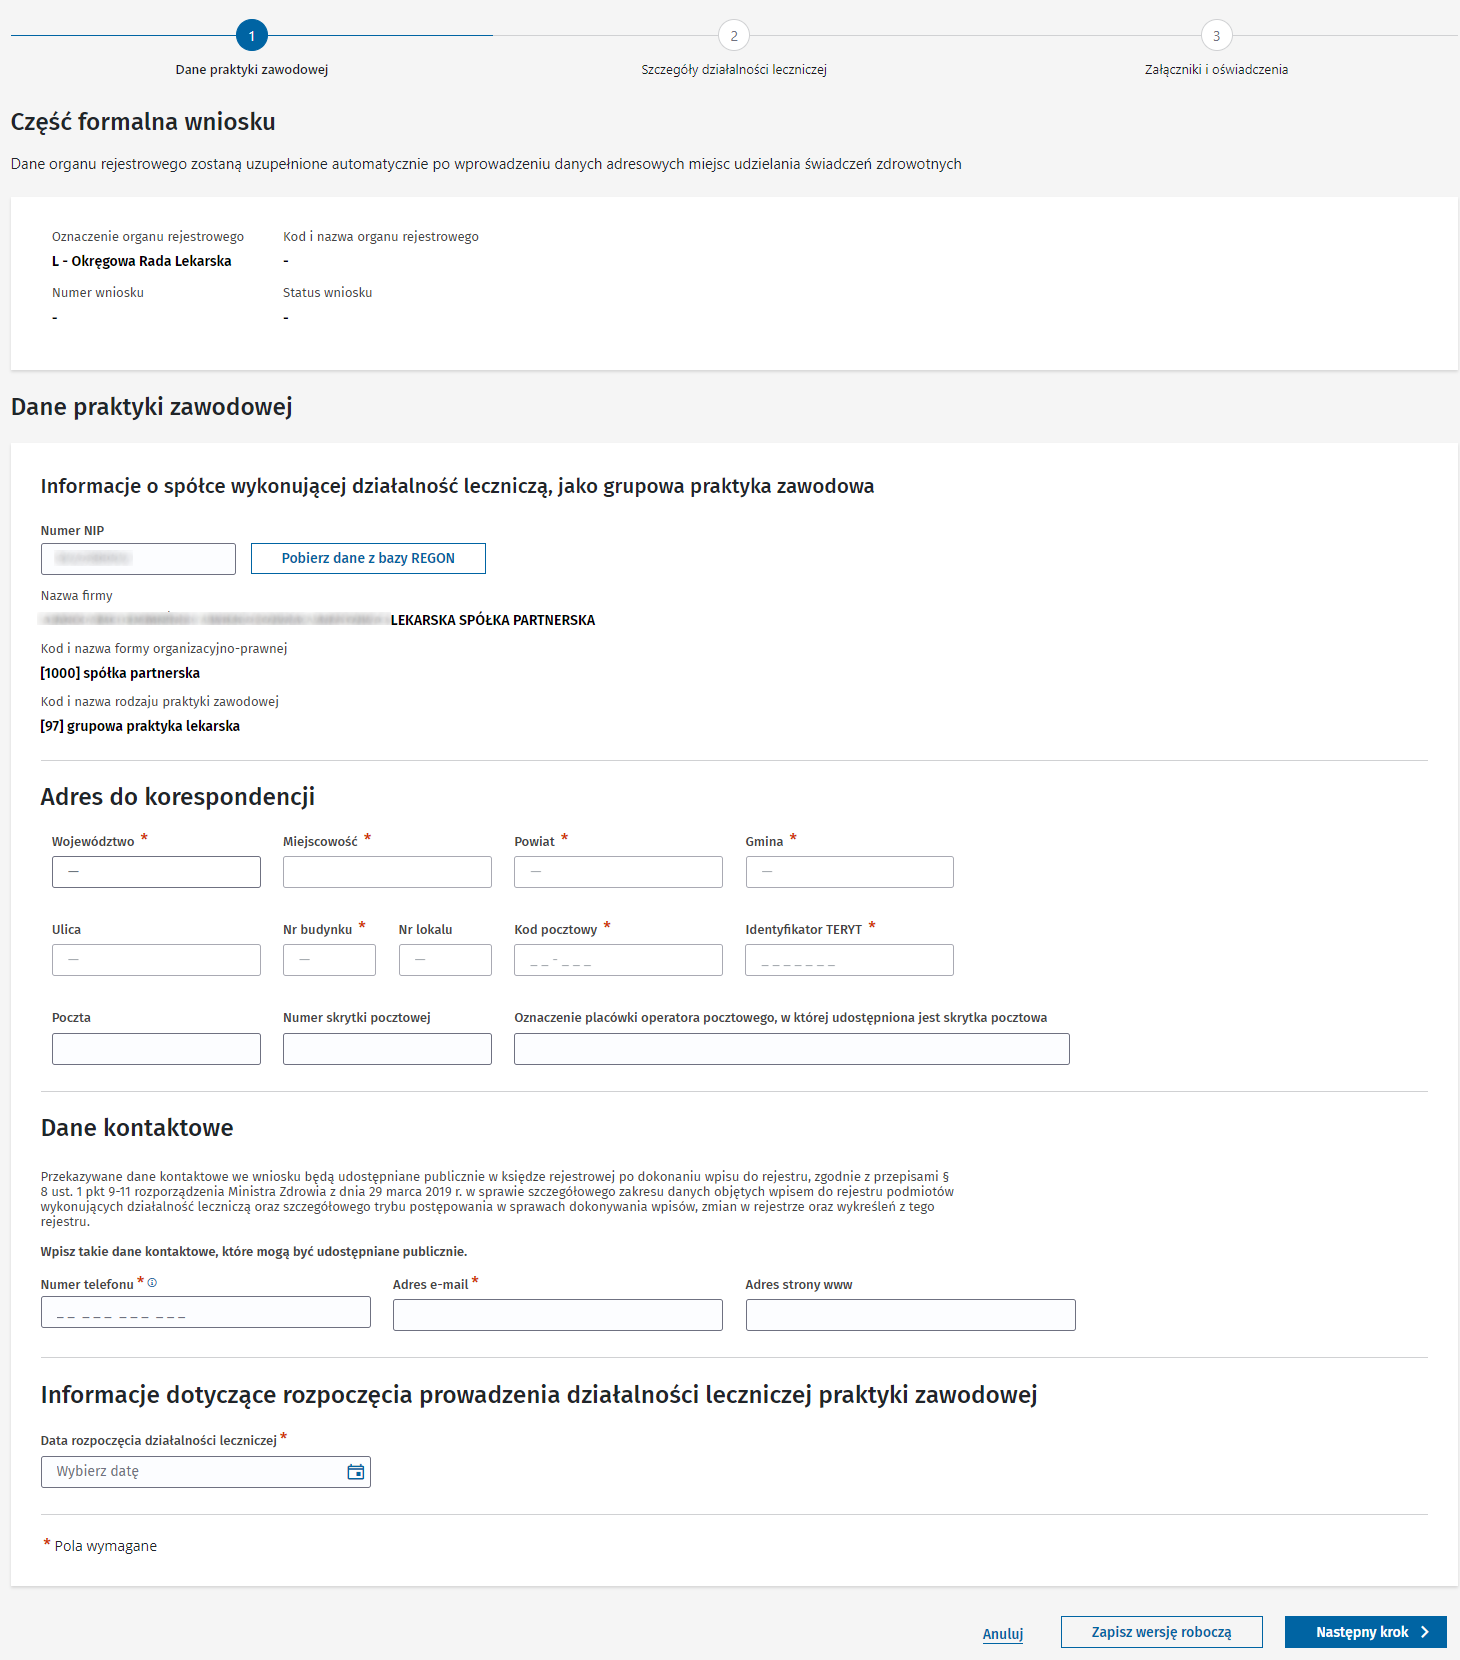 1
2
3
Dane praktyki zawodowej
Szczegóły działalności leczniczej
Załączniki i oświadczenia
Część formalna wniosku
Dane organu rejestrowego zostaną uzupełnione automatycznie po wprowadzeniu danych adresowych miejsc udzielania świadczeń zdrowotnych
Oznaczenie organu rejestrowego
Kod i nazwa organu rejestrowego
L - Okręgowa Rada Lekarska
-
Numer wniosku
Status wniosku
-
-
Dane praktyki zawodowej
Informacje o spółce wykonującej działalność leczniczą, jako grupowa praktyka zawodowa
Numer NIP
Pobierz dane z bazy REGON
Nazwa firmy
LEKARSKA SPÓŁKA PARTNERSKA
Kod i nazwa formy organizacyjno-prawnej
[1000] spółka partnerska
Kod i nazwa rodzaju praktyki zawodowej
[97] grupowa praktyka lekarska
Adres do korespondencji
Województwo *
Miejscowość *
Powiat *
Gmina *
—
—
—
Ulica
Nr budynku *
Nr lokalu
Kod pocztowy *
Identyfikator TERYT *
—
—
—
_ _ - _ _ _
_ _ _ _ _ _ _
Poczta
Numer skrytki pocztowej
Oznaczenie placówki operatora pocztowego, w której udostępniona jest skrytka pocztowa
Dane kontaktowe
Przekazywane dane kontaktowe we wniosku będą udostępniane publicznie w księdze rejestrowej po dokonaniu wpisu do rejestru, zgodnie z przepisami §
8 ust. 1 pkt 9-11 rozporządzenia Ministra Zdrowia z dnia 29 marca 2019 r. w sprawie szczegółowego zakresu danych objętych wpisem do rejestru podmiotów
wykonujących działalność leczniczą oraz szczegółowego trybu postępowania w sprawach dokonywania wpisów, zmian w rejestrze oraz wykreśleń z tego
rejestru.
Wpisz takie dane kontaktowe, które mogą być udostępniane publicznie.
Numer telefonu *
Adres e-mail *
Adres strony www
_ _ _ _ _ _ _ _ _ _ _
Informacje dotyczące rozpoczęcia prowadzenia działalności leczniczej praktyki zawodowej
Data rozpoczęcia działalności leczniczej *
Wybierz datę
* Pola wymagane
Anuluj
Zapisz wersję roboczą
Następny krok